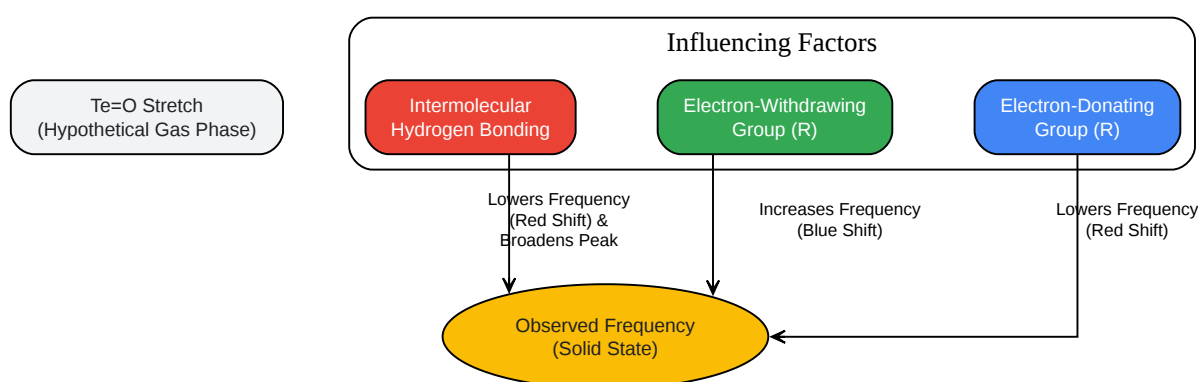 Influencing Factors
Te=O Stretch
(Hypothetical Gas Phase)
Intermolecular
Hydrogen Bonding
Electron-Withdrawing
Group (R)
Electron-Donating
Group (R)
Lowers Frequency
(Red Shift) &
Broadens Peak
Increases Frequency
(Blue Shift)
Lowers Frequency
(Red Shift)
Observed Frequency
(Solid State)